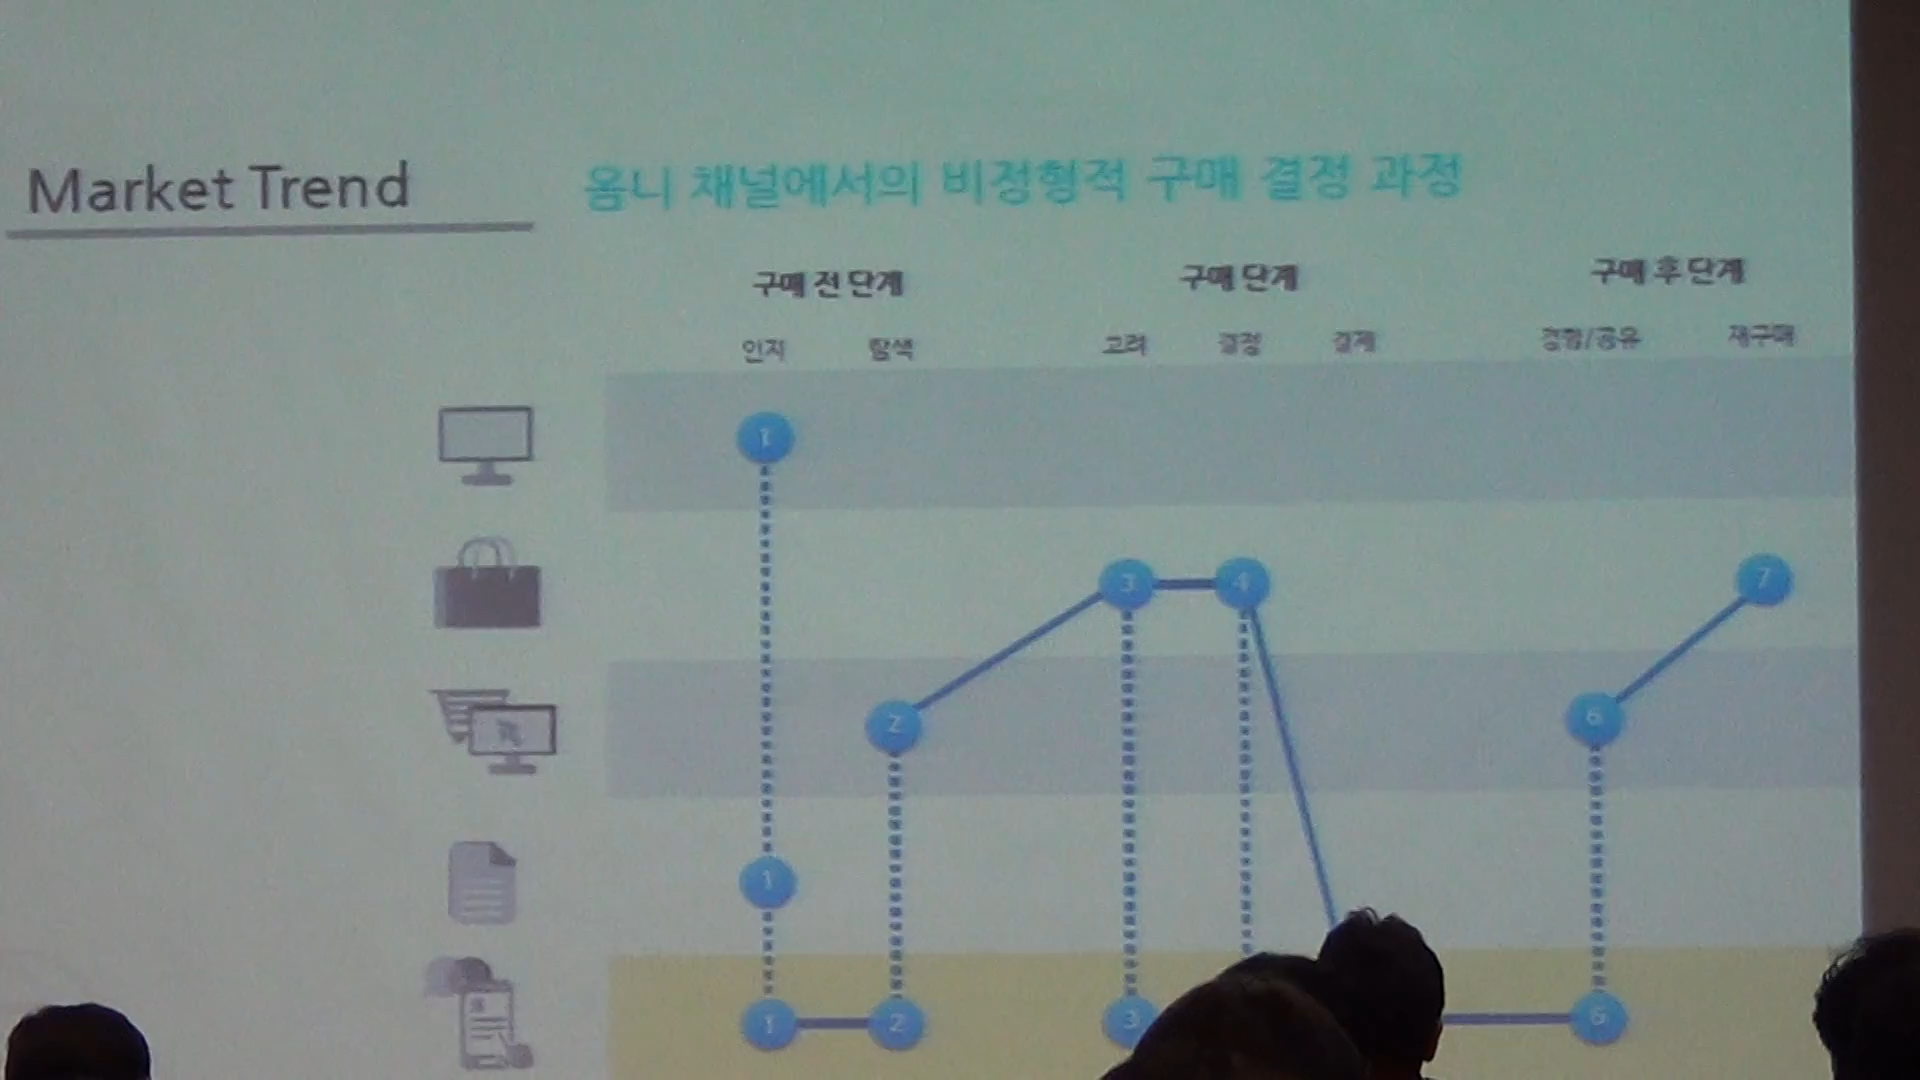 Market Trend
옴니 채널에서의 비정형적 구매 결정 과정
구매 전 단계 구매 단계 구매 후 단계
인지 탐색 고려 결정 결제 경험/공유 재구매
1
3 4 7
2 6
1
1 2 3 6